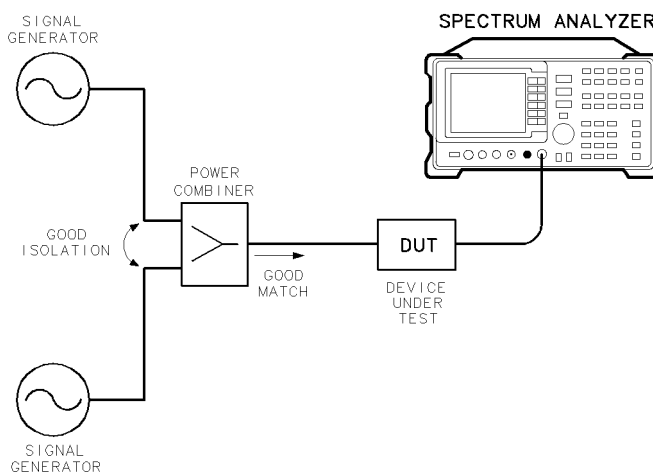 SIGNAL
GENERATOR
SPECTRUM ANALYZER
POWER
COMBINER
GOOD
ISOLATION
GOOD
MATCH
DUT
DEVICE
UNDER
TEST
SIGNAL
GENERATOR